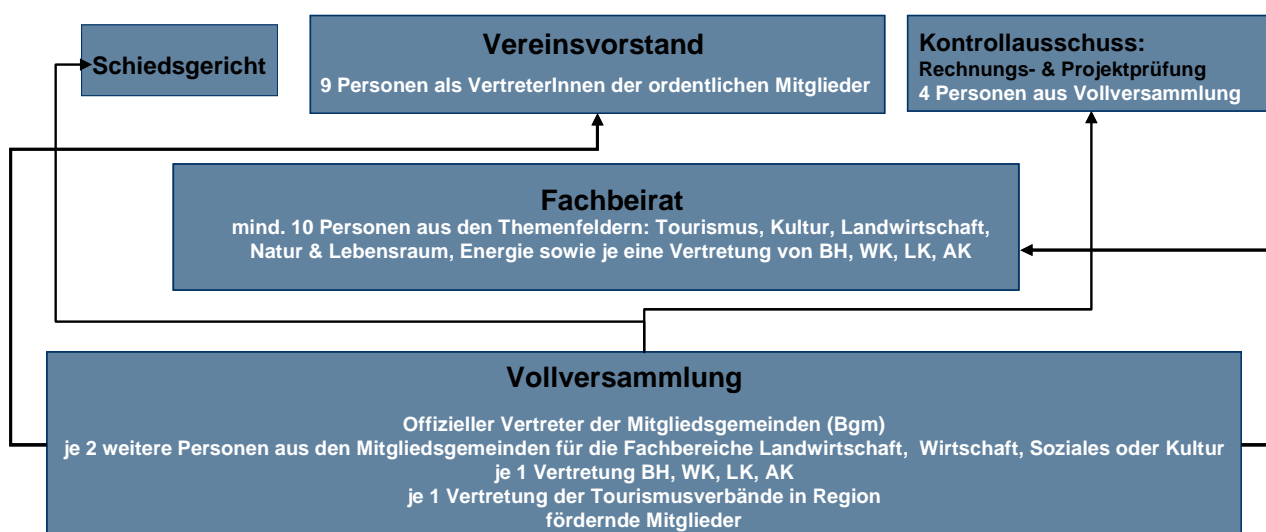 Schiedsgericht
Vereinsvorstand
9 Personen als VertreterInnen der ordentlichen Mitglieder
Kontrollausschuss:
Rechnungs- & Projektprüfung
4 Personen aus Vollversammlung
Fachbeirat
mind. 10 Personen aus den Themenfeldern: Tourismus, Kultur, Landwirtschaft,
Natur & Lebensraum, Energie sowie je eine Vertretung von BH, WK, LK, AK
Vollversammlung
Offizieller Vertreter der Mitgliedsgemeinden (Bgm)
je 2 weitere Personen aus den Mitgliedsgemeinden für die Fachbereiche Landwirtschaft, Wirtschaft, Soziales oder Kultur
je 1 Vertretung BH, WK, LK, AK
je 1 Vertretung der Tourismusverbände in Region
fördernde Mitglieder